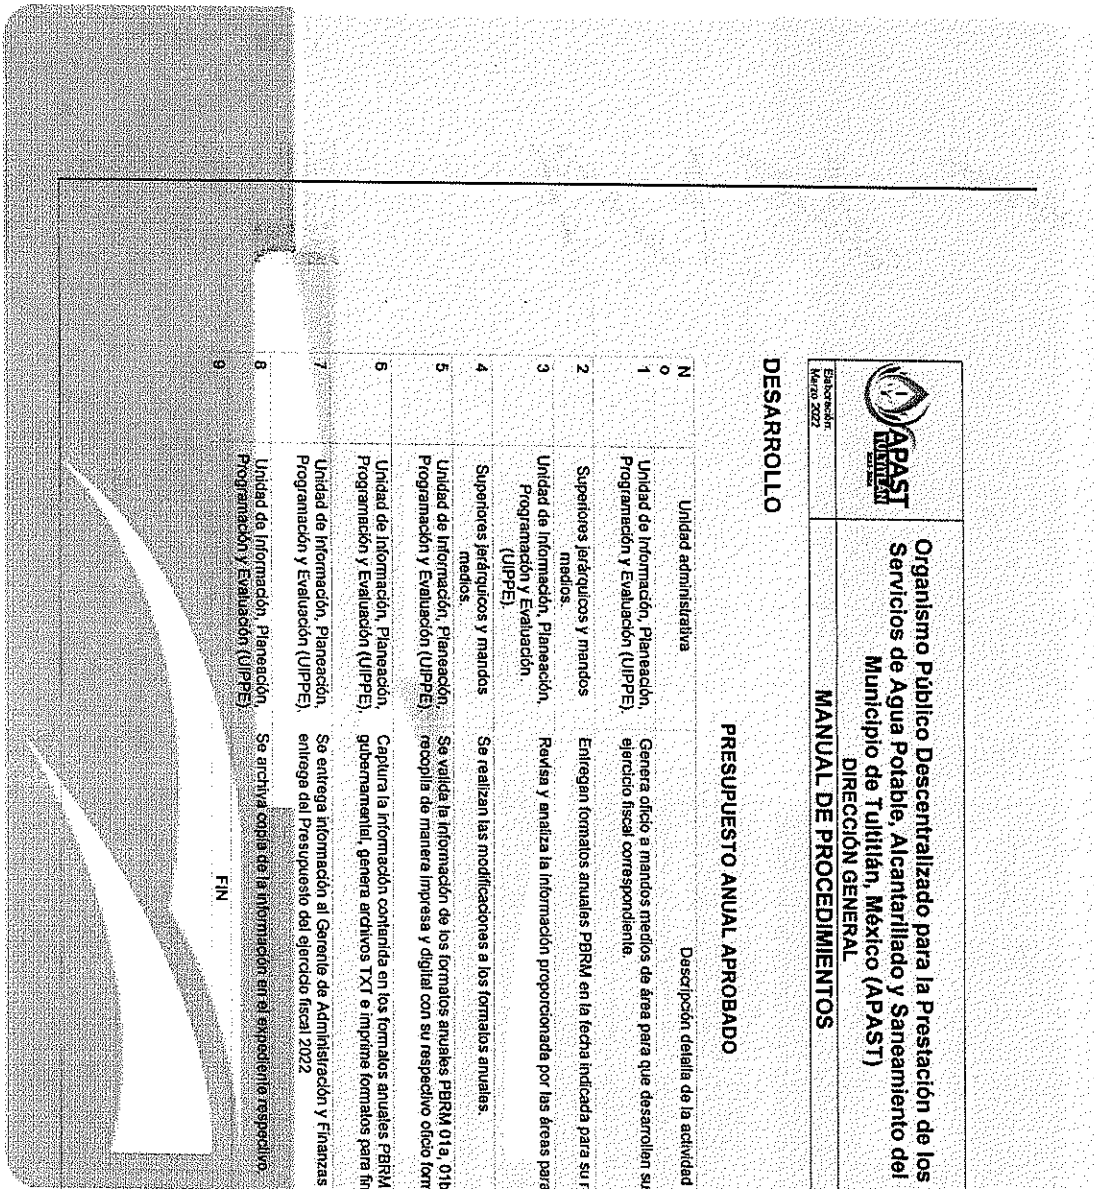 APAST
TULTITLÁN
Organismo Público Descentralizado para la Prestación de los
Servicios de Agua Potable, Alcantarillado y Saneamiento del
Municipio de Tultitlán, México (APAST)
DIRECCIÓN GENERAL
Elaboración:
Marzo 2022
MANUAL DE PROCEDIMIENTOS
DESARROLLO
PRESUPUESTO ANUAL APROBADO
N
o
Unidad administrativa
Descripción detalla de la actividad
1
Unidad de Información, Planeación,
Programación y Evaluación (UIPPE).
Genera oficio a mandos medios de área para que desarrollen su
ejercicio fiscal correspondiente.
2
Superiores jerárquicos y mandos
medios.
Entregan formatos anuales PBRM en la fecha indicada para su
3
Unidad de Información, Planeación,
Programación y Evaluación
(UIPPE).
Revisa y analiza la información proporcionada por las áreas para
4
Superiores jerárquicos y mandos
medios.
Se realizan las modificaciones a los formatos anuales.
5
Unidad de Información, Planeación,
Programación y Evaluación (UIPPE)
Se valida la información de los formatos anuales PBRM 01a, 01b
recopila de manera impresa y digital con su respectivo oficio
6
Unidad de Información, Planeación,
Programación y Evaluación (UIPPE),
Captura la información contenida en los formatos anuales PBRM
gubernamental, genera archivos TXT e imprime formatos para
7
Unidad de Información, Planeación,
Programación y Evaluación (UIPPE),
Se entrega información al Gerente de Administración y Finanzas
entrega del Presupuesto del ejercicio fiscal 2022
8
Unidad de Información, Planeación,
Programación y Evaluación (UIPPE)
Se archiva copia de la información en el expediente respectivo
9
FIN